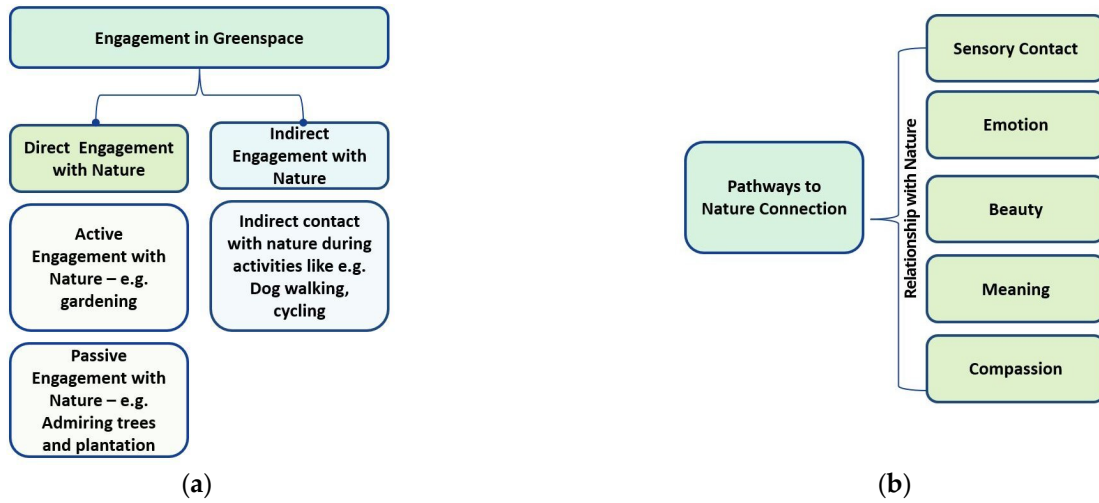 Engagement in Greenspace
Direct Engagement
with Nature
Indirect
Engagement with
Nature
Active
Engagement with
Nature – e.g.
gardening
Indirect contact
with nature during
activities like e.g.
Dog walking,
cycling
Passive
Engagement with
Nature – e.g.
Admiring trees
and plantation
(a)
Pathways to
Nature Connection
Relationship with Nature
Sensory Contact
Emotion
Beauty
Meaning
Compassion
(b)